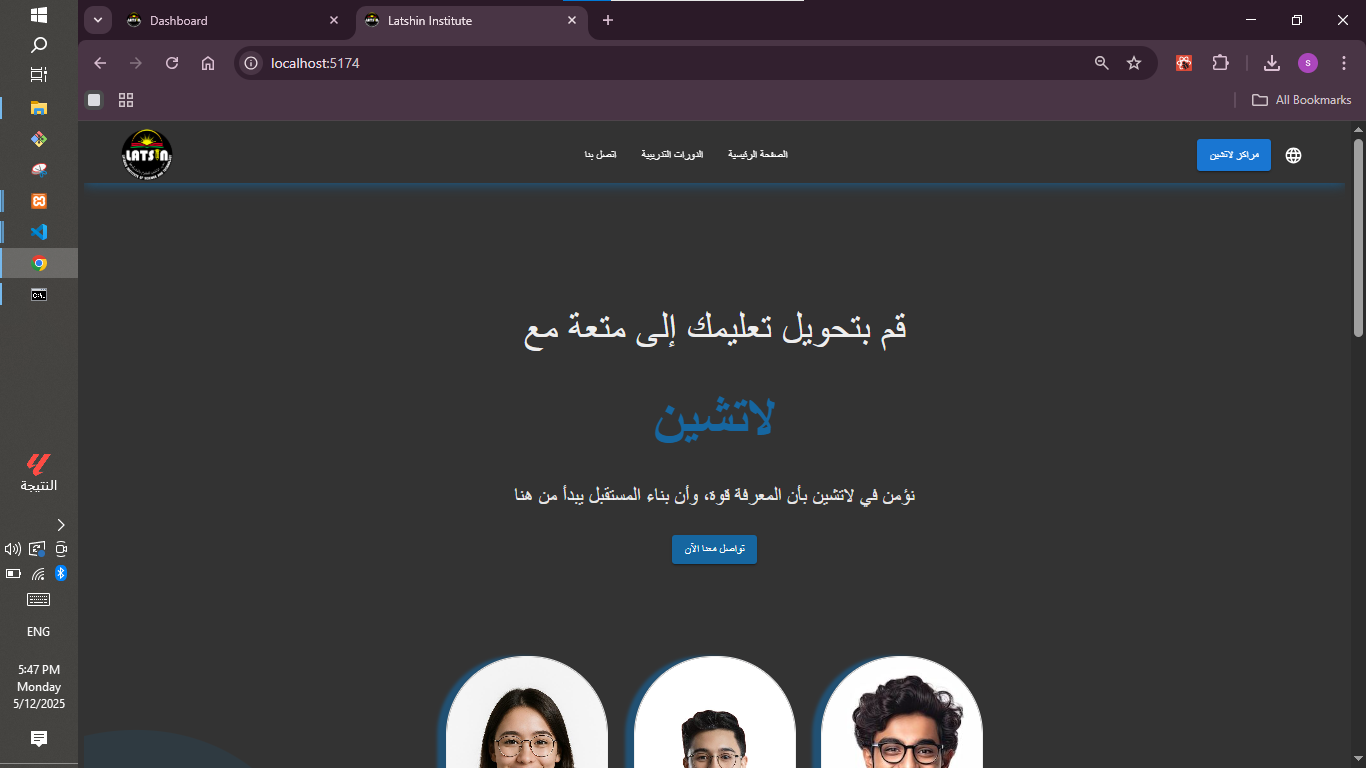 Dashboard
Latshin Institute
localhost:5174
All Bookmarks
LATSIN
الصفحة الرئيسية
الدورات التدريبية
اتصل بنا
مراكز لاتشين
قم بتحويل تعليمك إلى متعة مع
لاتشين
نؤمن في لاتشين بأن المعرفة قوة، وأن بناء المستقبل يبدأ من هنا
تواصل معنا الآن
النتيجة
ENG
5:47 PM
Monday
5/12/2025